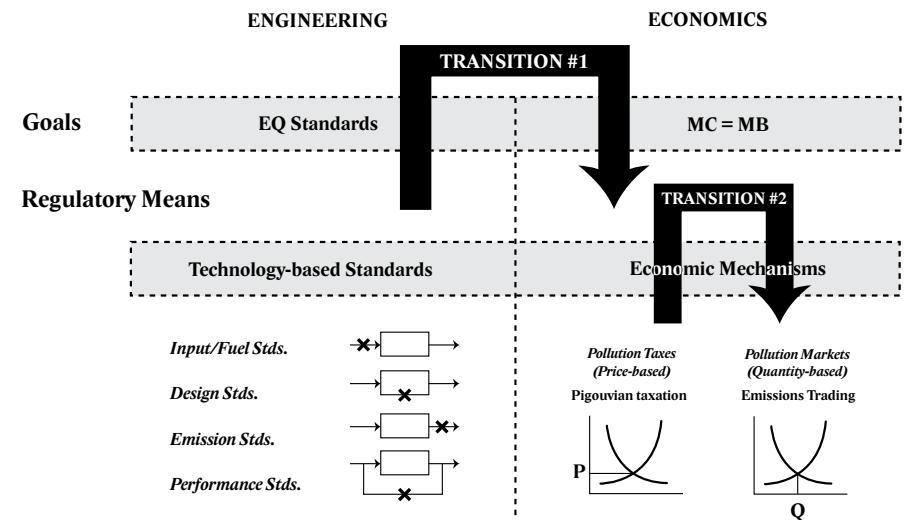 ENGINEERING
ECONOMICS
TRANSITION #1
Goals
EQ Standards
MC = MB
Regulatory Means
TRANSITION #2
Technology-based Standards
Economic Mechanisms
Input/Fuel Stds.
Design Stds.
Emission Stds.
Performance Stds.
Pollution Taxes
(Price-based)
Pigouvian taxation
P
Pollution Markets
(Quantity-based)
Emissions Trading
Q